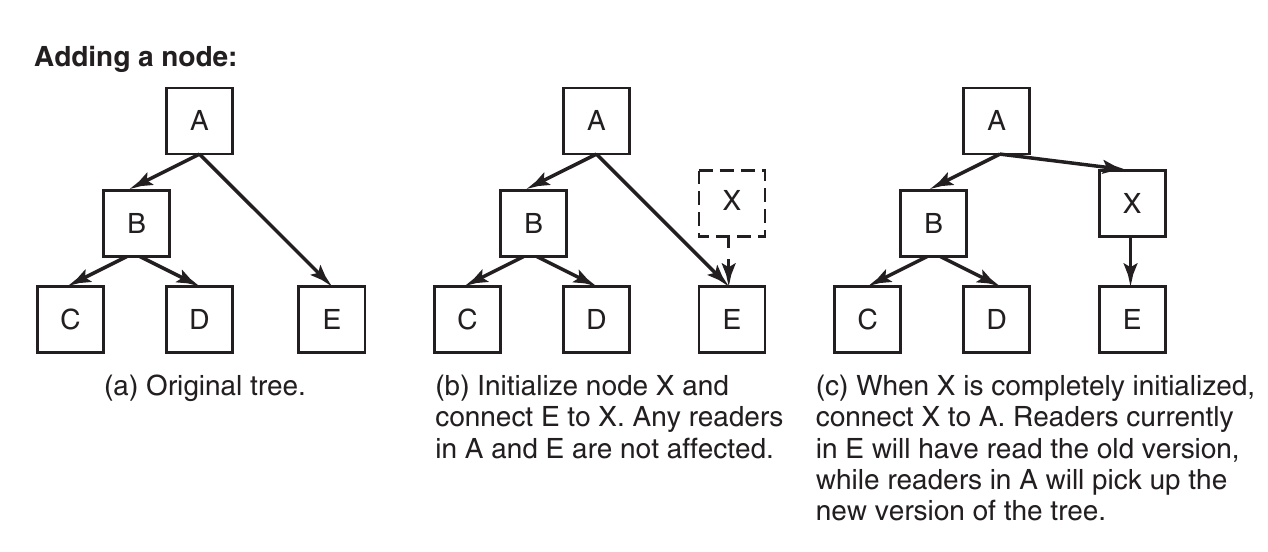 Adding a node:
A
B
C
D
E
(a) Original tree.
A
X
B
C
D
E
(b) Initialize node X and
connect E to X. Any readers
in A and E are not affected.
A
X
B
C
D
E
(c) When X is completely initialized,
connect X to A. Readers currently
in E will have read the old version,
while readers in A will pick up the
new version of the tree.